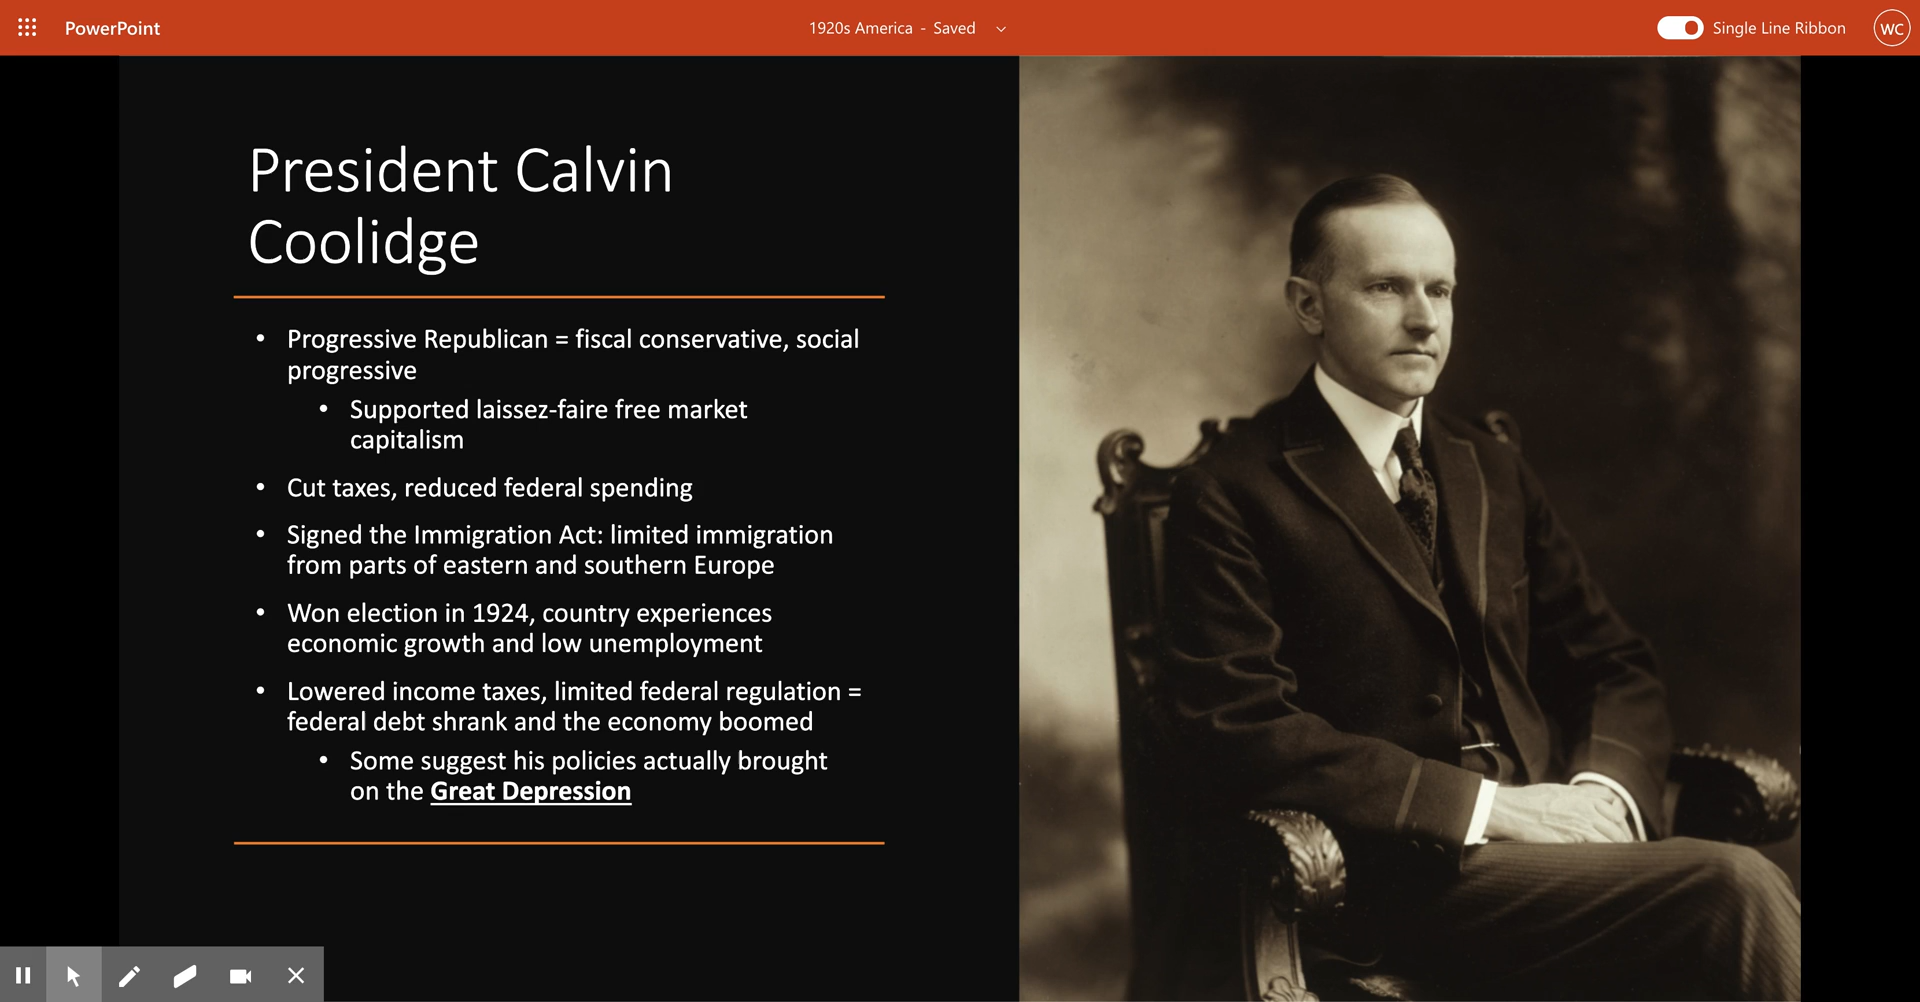 PowerPoint
1920s America - Saved
Single Line Ribbon
WC
President Calvin
Coolidge
• Progressive Republican = fiscal conservative, social
progressive
• Supported laissez-faire free market
capitalism
• Cut taxes, reduced federal spending
• Signed the Immigration Act: limited immigration
from parts of eastern and southern Europe
• Won election in 1924, country experiences
economic growth and low unemployment
• Lowered income taxes, limited federal regulation =
federal debt shrank and the economy boomed
• Some suggest his policies actually brought
on the Great Depression